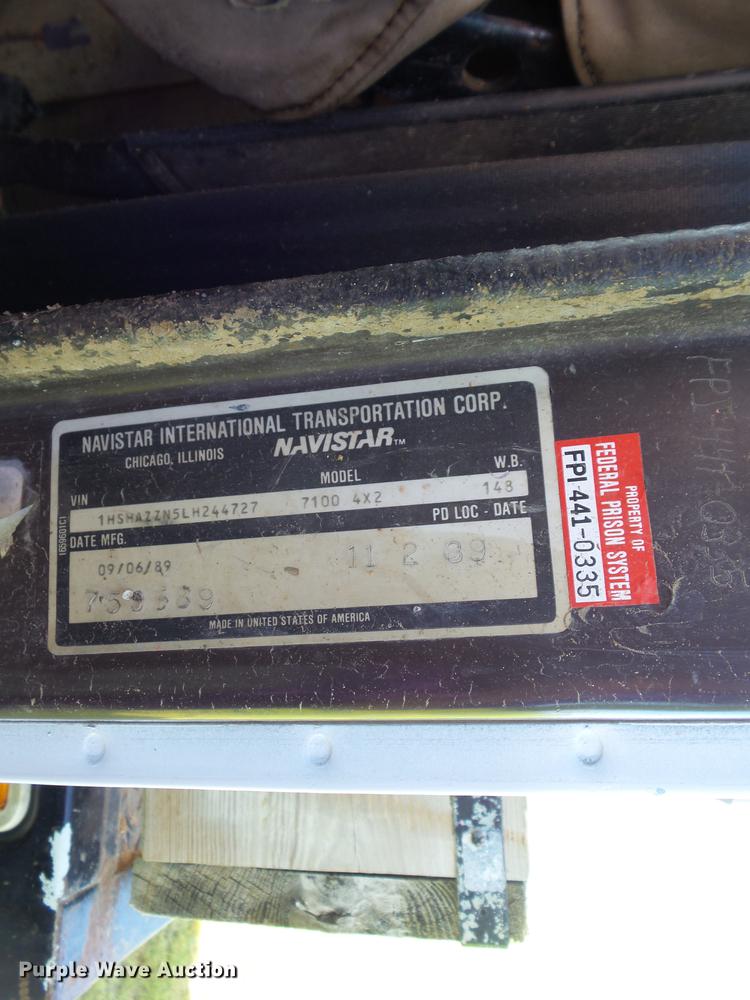 NAVISTAR INTERNATIONAL TRANSPORTATION CORP.
CHICAGO, ILLINOIS
NAVISTAR™
VIN
MODEL
W.B.
1HSHAZZN5LH244727
7100 4X2
148
DATE MFG.
PD LOC - DATE
09/06/89
11 2 89
MADE IN UNITED STATES OF AMERICA
1659601C1
PROPERTY OF
FEDERAL PRISON SYSTEM
FPI-441-0335
Purple Wave Auction